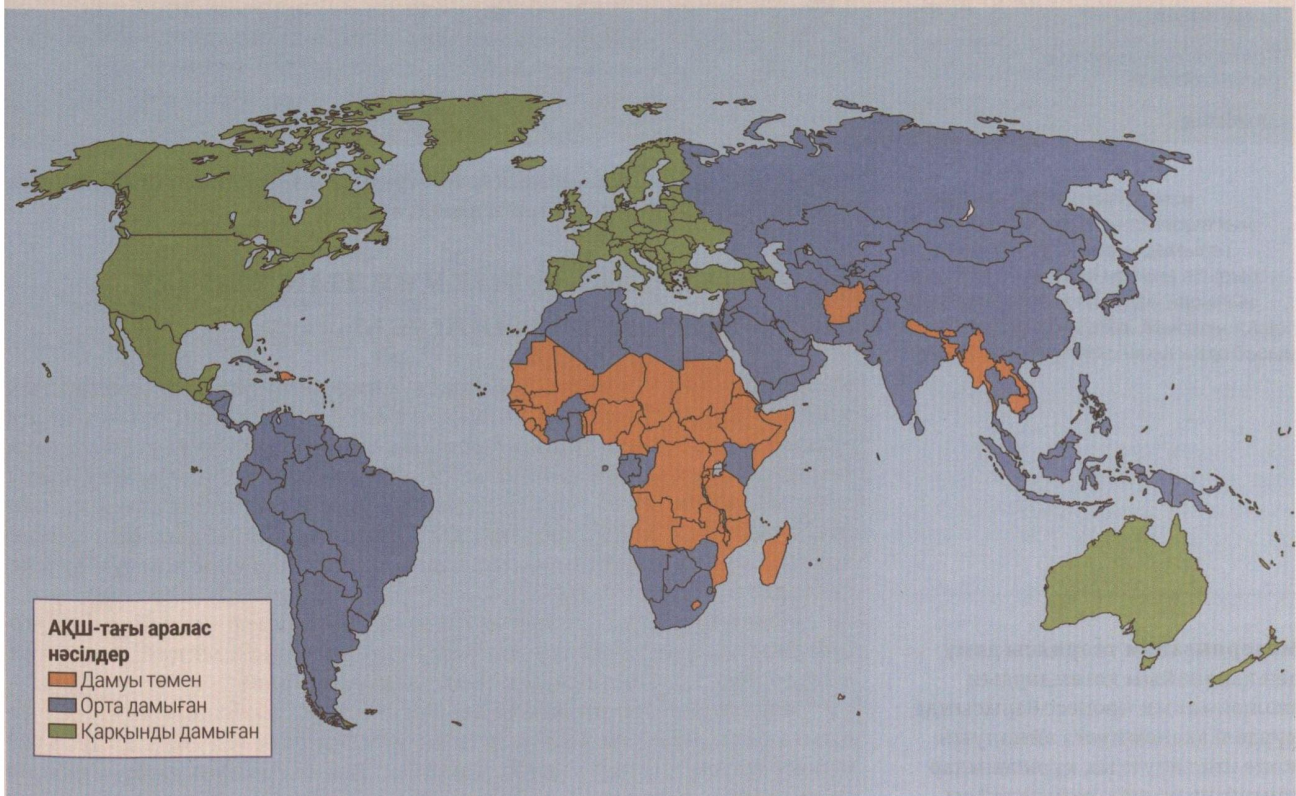 АҚШ-тағы аралас
нәсілдер
Дамуы төмен
Орта дамыған
Қарқынды дамыған